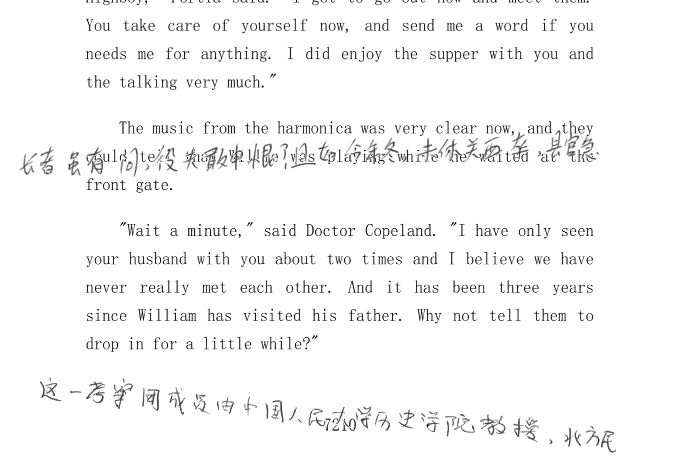 highboy," Portia said. "I got to go out now and meet them.
You take care of yourself now, and send me a word if you
needs me for anything. I did enjoy the supper with you and
the talking very much."
The music from the harmonica was very clear now, and they
could tell that Willie was playing while he waited at the
长者虽有问,役夫敢申恨?且如今年冬,未休关西卒,县官急
front gate.
"Wait a minute," said Doctor Copeland. "I have only seen
your husband with you about two times and I believe we have
never really met each other. And it has been three years
since William has visited his father. Why not tell them to
drop in for a little while?"
这一考察团成员由中国人民大学历史学院教授、北方民
7210